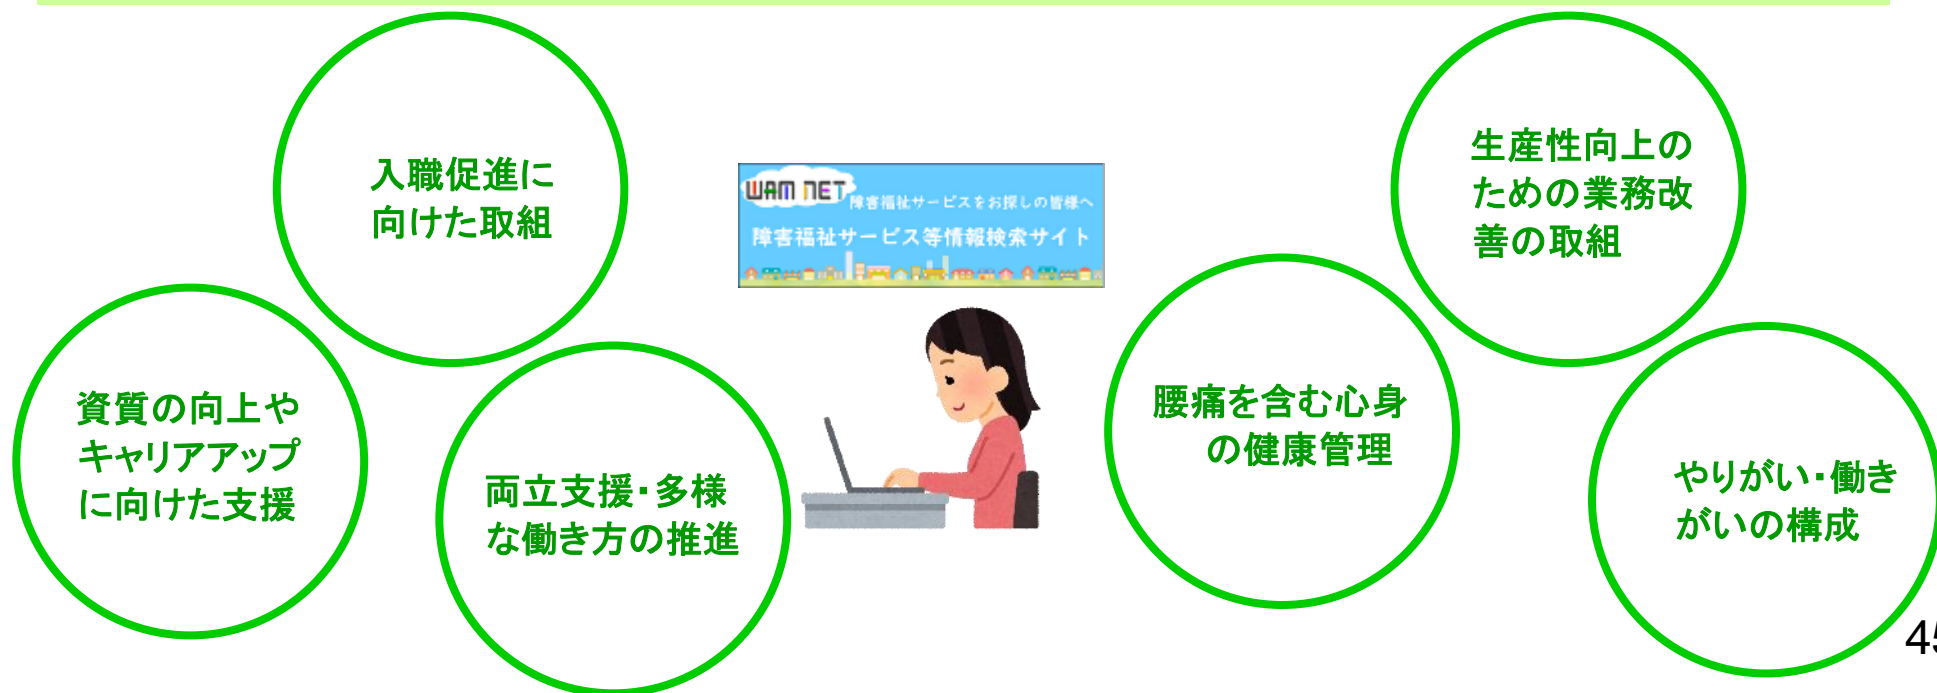 入職促進に
向けた取組
資質の向上や
キャリアアップ
に向けた支援
両立支援・多様
な働き方の推進
WAM NET
障害福祉サービスをお探しの皆様へ
障害福祉サービス等情報検索サイト
腰痛を含む心身
の健康管理
生産性向上の
ための業務改
善の取組
やりがい・働き
がいの構成
45